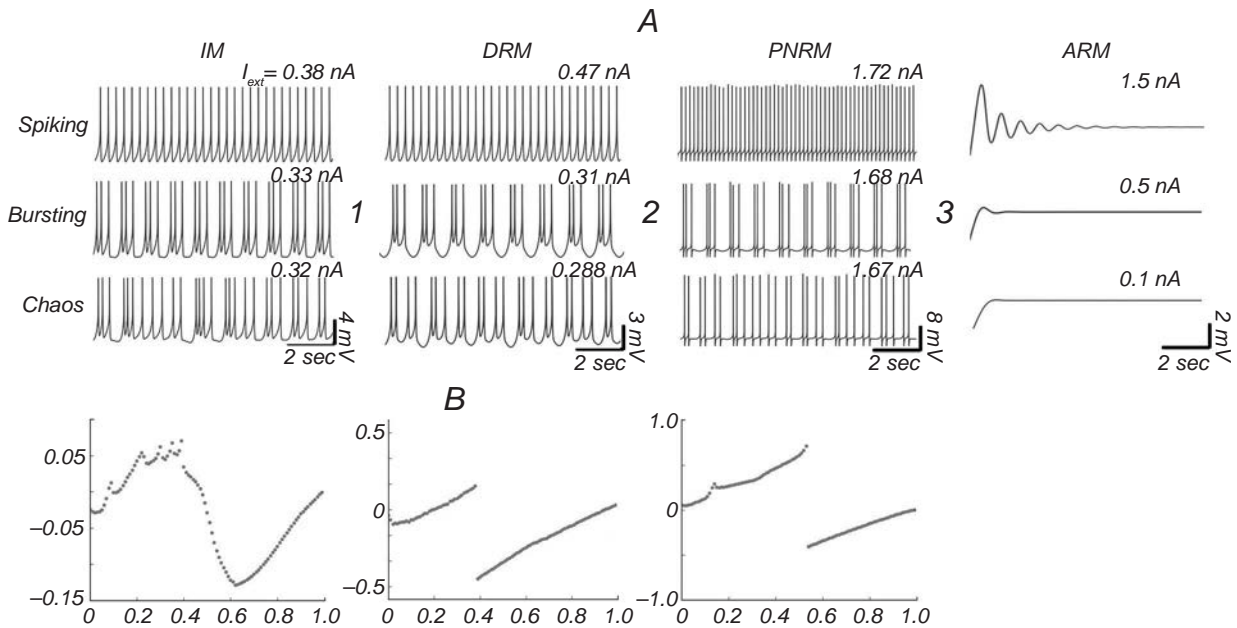 A
IM DRM PNRM ARM
I_ext = 0.38 nA 0.47 nA 1.72 nA 1.5 nA
Spiking
0.33 nA 0.31 nA 1.68 nA 0.5 nA
Bursting 1 2 3
0.32 nA 0.288 nA 1.67 nA 0.1 nA
Chaos
4 mV 3 mV 8 mV 2 mV
2 sec 2 sec 2 sec 2 sec
B
0.05
–0.05
–0.15
0 0.2 0.4 0.6 0.8 1.0
0.5
0
–0.5
0 0.2 0.4 0.6 0.8 1.0
1.0
0
–1.0
0 0.2 0.4 0.6 0.8 1.0